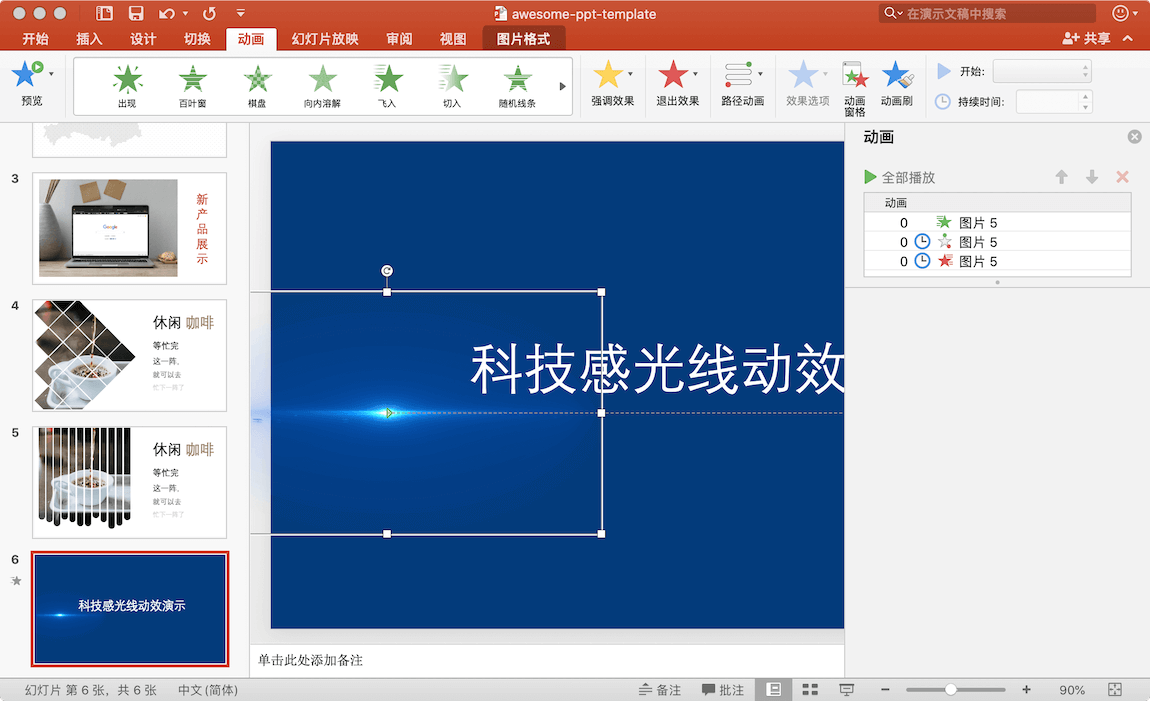 awesome-ppt-template
在演示文稿中搜索
开始 插入 设计 切换 动画 幻灯片放映 审阅 视图 图片格式 共享
预览 出现 百叶窗 棋盘 向内溶解 飞入 切入 随机线条 强调效果 退出效果 路径动画 效果选项 动画窗格 动画刷
开始:
持续时间:
3
Google
新产品展示
4
休闲 咖啡
等忙完
这一阵,
就可以去
忙下一阵了
5
休闲 咖啡
等忙完
这一阵,
就可以去
忙下一阵了
6
科技感光线动效演示
科技感光线动效
单击此处添加备注
动画
全部播放
动画
0 图片 5
0 图片 5
0 图片 5
幻灯片 第 6 张，共 6 张 中文 (简体) 备注 批注 90%